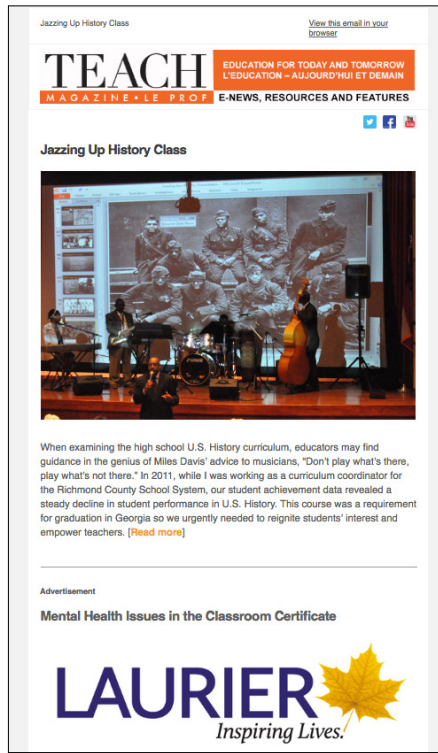 Jazzing Up History Class
View this email in your
browser
TEACH
MAGAZINE • LE PROF
EDUCATION FOR TODAY AND TOMORROW
L'EDUCATION – AUJOURD'HUI ET DEMAIN
E-NEWS, RESOURCES AND FEATURES
Jazzing Up History Class
When examining the high school U.S. History curriculum, educators may find
guidance in the genius of Miles Davis' advice to musicians, "Don't play what's there,
play what's not there." In 2011, while I was working as a curriculum coordinator for
the Richmond County School System, our student achievement data revealed a
steady decline in student performance in U.S. History. This course was a requirement
for graduation in Georgia so we urgently needed to reignite students' interest and
empower teachers. [Read more]
Advertisement
Mental Health Issues in the Classroom Certificate
LAURIER
Inspiring Lives.